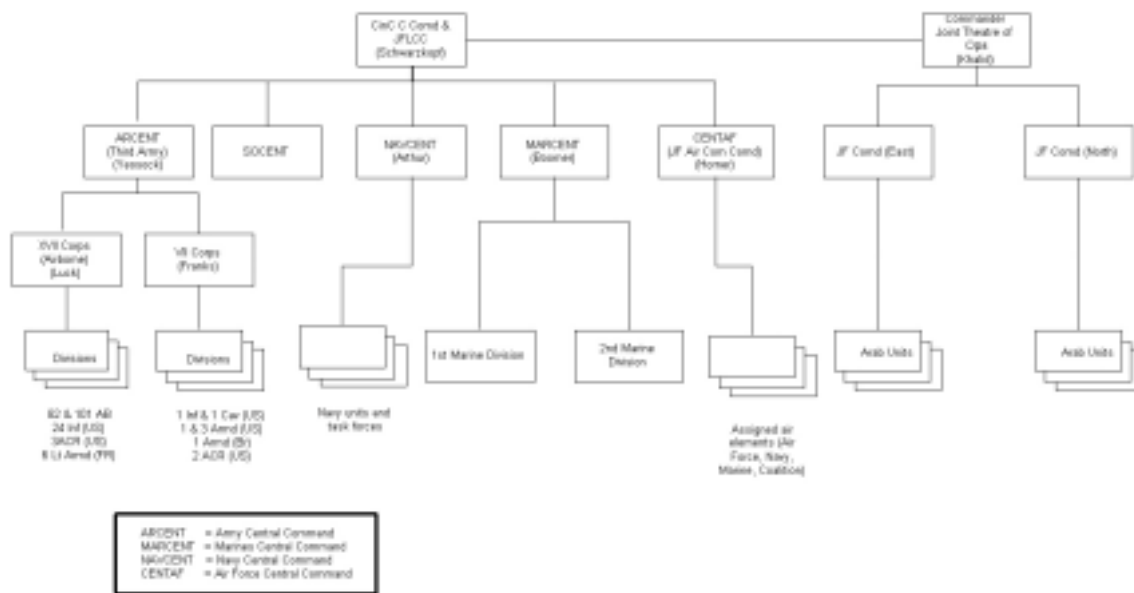 CinC C Comd &
JFLCC
(Schwarzkopf)
Commander
Joint Theatre of
Ops
(Khalid)
ARCENT
(Third Army)
(Yeosock)
SOCENT
NAVCENT
(Arthur)
MARCENT
(Boomer)
CENTAF
(JF Air Com Comd)
(Horner)
JF Comd (East)
JF Comd (North)
XVIII Corps
(Airborne)
(Luck)
VII Corps
(Franks)
Divisions
Divisions
1st Marine Division
2nd Marine
Division
Arab Units
Arab Units
82 & 101 AB
24 Inf (US)
3ACR (US)
6 Lt Armd (FR)
1 Inf & 1 Cav (US)
1 & 3 Armd (US)
1 Armd (Br)
2 ACR (US)
Navy units and
task forces
Assigned air
elements (Air
Force, Navy,
Marine, Coalition)
ARCENT = Army Central Command
MARCENT = Marines Central Command
NAVCENT = Navy Central Command
CENTAF = Air Force Central Command